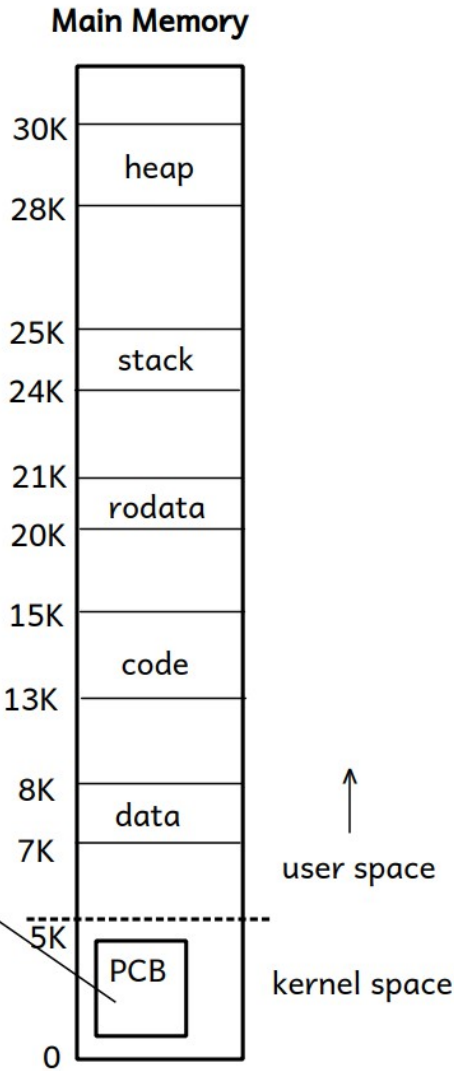 Main Memory
30K
heap
28K
25K
stack
24K
21K
rodata
20K
15K
code
13K
8K
data
7K
user space
5K
PCB
kernel space
0